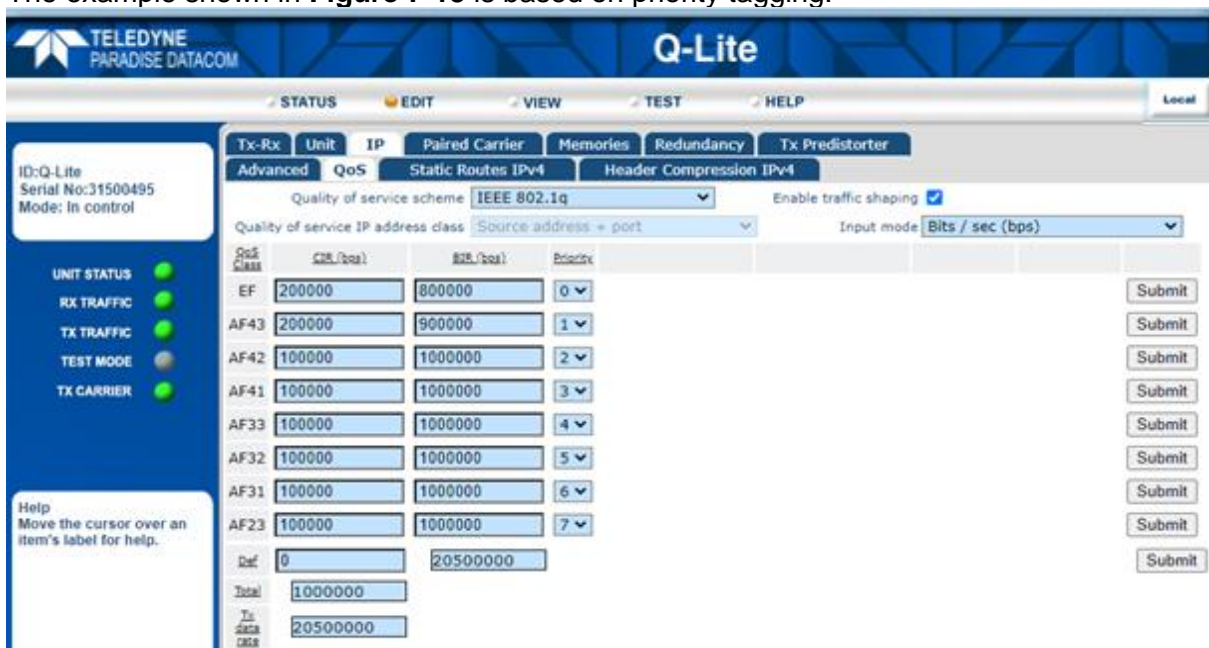 The example shown in Figure 7-18 is based on priority tagging.
TELEDYNE
PARADISE DATACOM
Q-Lite
STATUS EDIT VIEW TEST HELP Local
Tx-Rx Unit IP Paired Carrier Memories Redundancy Tx Predistorter
Advanced QoS Static Routes IPv4 Header Compression IPv4
ID:Q-Lite
Serial No:31500495
Mode: In control
Quality of service scheme IEEE 802.1q Enable traffic shaping
Quality of service IP address class Source address + port Input mode Bits / sec (bps)
QoS Class CIR (bps) BIR (bps) Priority
UNIT STATUS
RX TRAFFIC
TX TRAFFIC
TEST MODE
TX CARRIER
EF 200000 800000 0 Submit
AF43 200000 900000 1 Submit
AF42 100000 1000000 2 Submit
AF41 100000 1000000 3 Submit
AF33 100000 1000000 4 Submit
AF32 100000 1000000 5 Submit
AF31 100000 1000000 6 Submit
AF23 100000 1000000 7 Submit
Def 0 20500000 Submit
Total 1000000
Tx data rate 20500000
Help
Move the cursor over an
item's label for help.